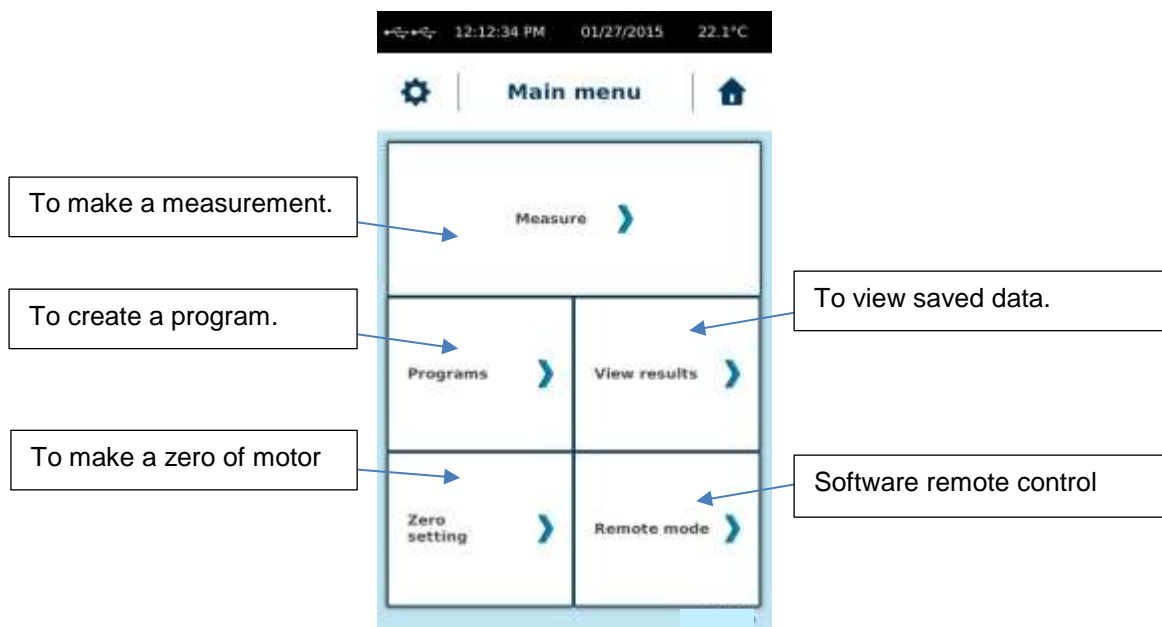 12:12:34 PM 01/27/2015 22.1°C
Main menu
To make a measurement.
Measure
To create a program.
To view saved data.
Programs
View results
To make a zero of motor
Software remote control
Zero
setting
Remote mode